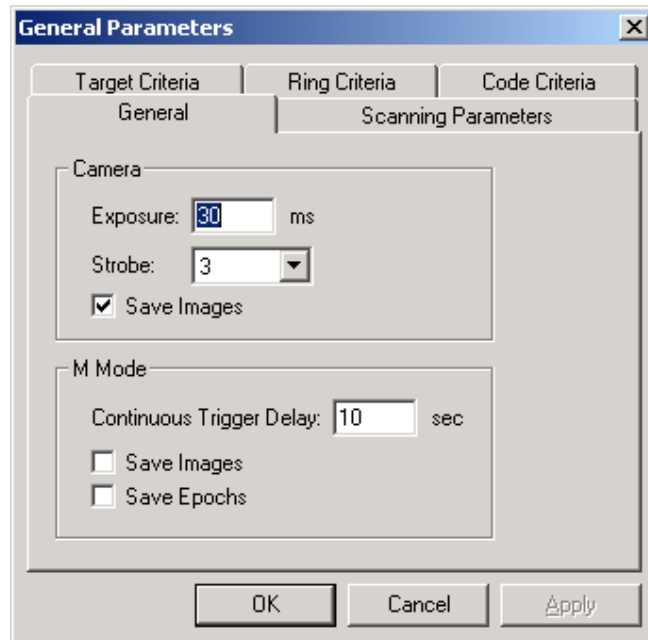 General Parameters
Target Criteria Ring Criteria Code Criteria
General Scanning Parameters
Camera
Exposure: 30 ms
Strobe: 3
Save Images
M Mode
Continuous Trigger Delay: 10 sec
Save Images
Save Epochs
OK Cancel Apply